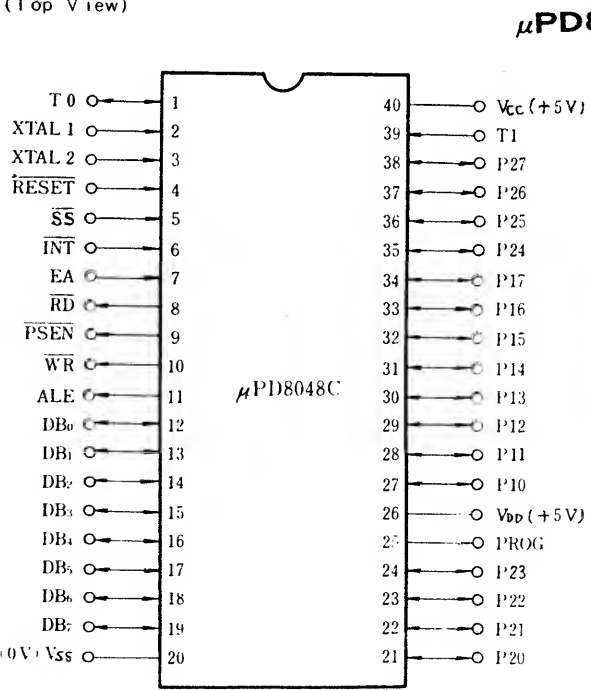 (Top View)
μPD8
T0 1 40 Vcc (+5V)
XTAL 1 2 39 T1
XTAL 2 3 38 P27
RESET 4 37 P26
SS 5 36 P25
INT 6 35 P24
EA 7 34 P17
RD 8 33 P16
PSEN 9 32 P15
WR 10 31 P14
ALE 11 30 P13
μPD8048C
DB₀ 12 29 P12
DB₁ 13 28 P11
DB₂ 14 27 P10
DB₃ 15 26 VDD (+5V)
DB₄ 16 PROG
DB₅ 17 24 P23
DB₆ 18 23 P22
DB₇ 19 22 P21
(0V) Vss 20 21 P20